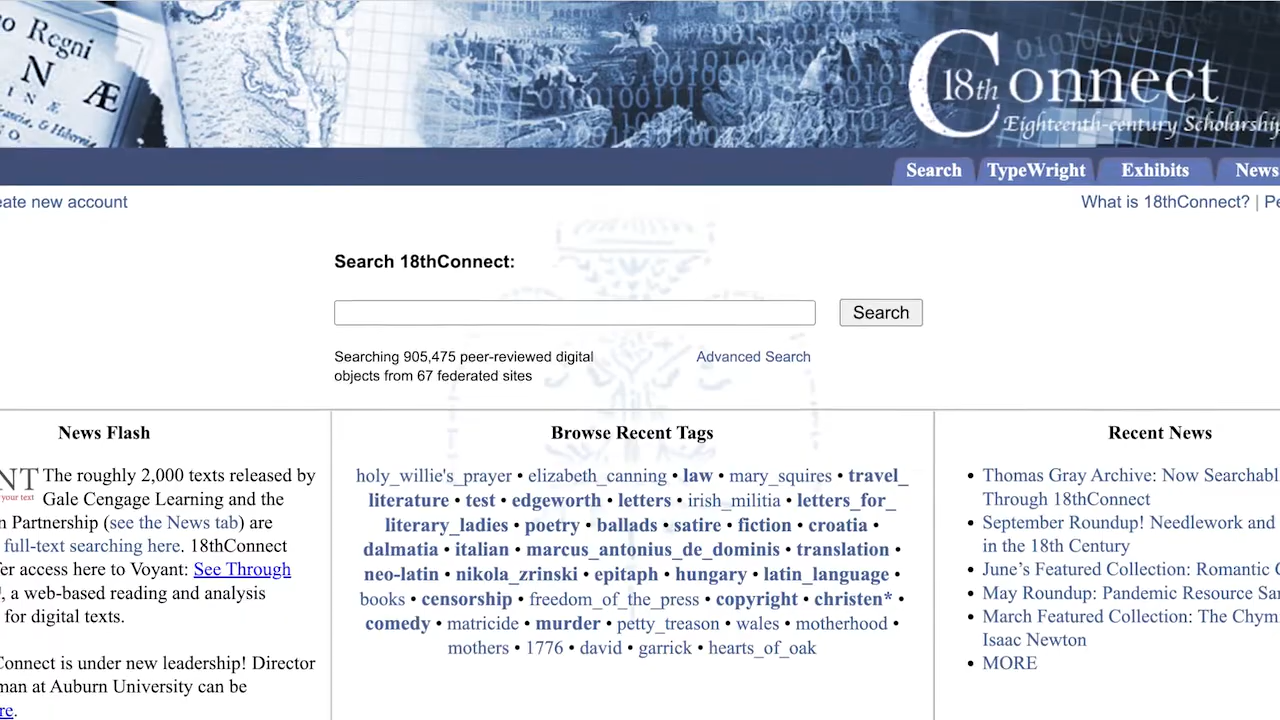 o Regni
N Æ
I N Æ
Mascia, & Hiberniæ
18thConnect
Eighteenth-century Scholarship
Search TypeWright Exhibits News
eate new account What is 18thConnect? | Pe
Search 18thConnect:
Search
Searching 905,475 peer-reviewed digital Advanced Search
objects from 67 federated sites
News Flash
NT The roughly 2,000 texts released by
your text Gale Cengage Learning and the
n Partnership (see the News tab) are
full-text searching here. 18thConnect
fer access here to Voyant: See Through
, a web-based reading and analysis
for digital texts.
Connect is under new leadership! Director
man at Auburn University can be
re.
Browse Recent Tags
holy_willie's_prayer • elizabeth_canning • law • mary_squires • travel_
literature • test • edgeworth • letters • irish_militia • letters_for_
literary_ladies • poetry • ballads • satire • fiction • croatia •
dalmatia • italian • marcus_antonius_de_dominis • translation •
neo-latin • nikola_zrinski • epitaph • hungary • latin_language •
books • censorship • freedom_of_the_press • copyright • christen* •
comedy • matricide • murder • petty_treason • wales • motherhood •
mothers • 1776 • david • garrick • hearts_of_oak
Recent News
• Thomas Gray Archive: Now Searchabl
Through 18thConnect
• September Roundup! Needlework and
in the 18th Century
• June's Featured Collection: Romantic C
• May Roundup: Pandemic Resource Sa
• March Featured Collection: The Chym
Isaac Newton
• MORE